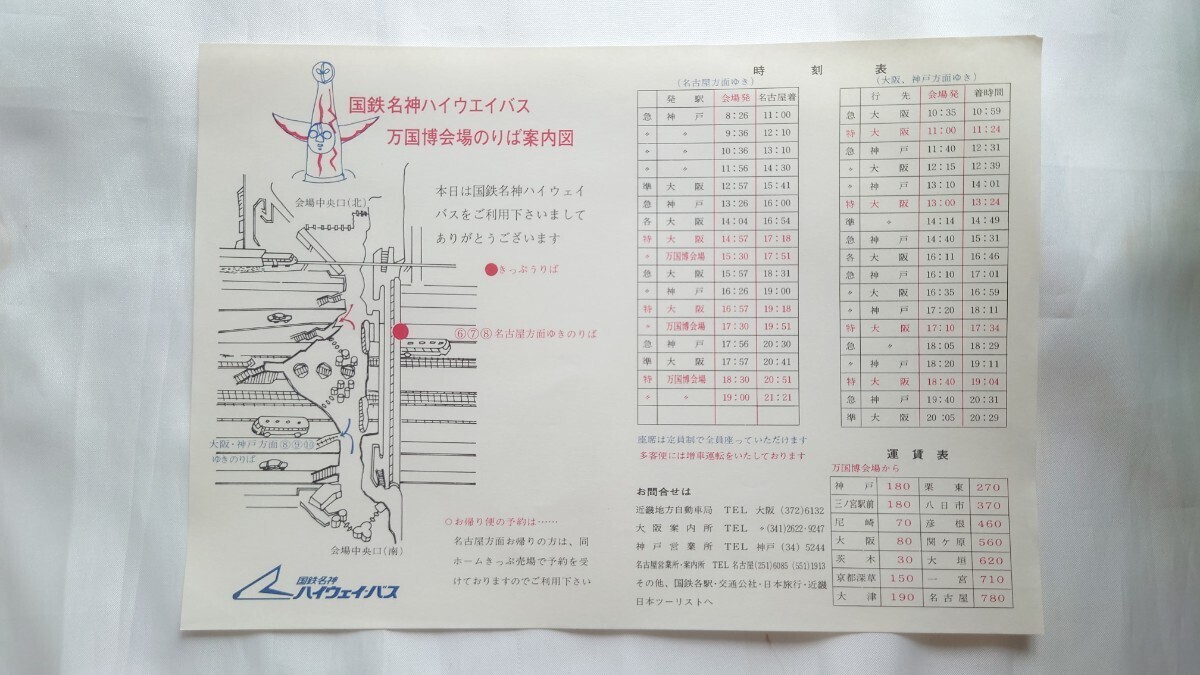 国鉄名神ハイウエイバス
万国博会場のりば案内図
本日は国鉄名神ハイウェイ
バスをご利用下さいまして
ありがとうございます
会場中央口(北)
●きっぷうりば
⑥⑦⑧名古屋方面ゆきのりば
大阪・神戸方面⑧⑨⑩
ゆきのりば
会場中央口(南)
○お帰り便の予約は……
名古屋方面お帰りの方は、同
ホームきっぷ売場で予約を受
けておりますのでご利用下さい
国鉄名神
ハイウェイ・バス
時刻表
(名古屋方面ゆき)
発駅 会場発 名古屋着
急 神戸 8:26 11:00
〃 〃 9:36 12:10
〃 〃 10:36 13:10
〃 〃 11:56 14:30
準 大阪 12:57 15:41
急 神戸 13:26 16:00
各 大阪 14:04 16:54
特 大阪 14:57 17:18
〃 万国博会場 15:30 17:51
急 大阪 15:57 18:31
〃 神戸 16:26 19:00
特 大阪 16:57 19:18
〃 万国博会場 17:30 19:51
急 神戸 17:56 20:30
準 大阪 17:57 20:41
特 万国博会場 18:30 20:51
〃 〃 19:00 21:21
(大阪、神戸方面ゆき)
行先 会場発 着時間
急 大阪 10:35 10:59
特 大阪 11:00 11:24
急 神戸 11:40 12:31
〃 大阪 12:15 12:39
〃 神戸 13:10 14:01
特 大阪 13:00 13:24
準 〃 14:14 14:49
急 神戸 14:40 15:31
各 大阪 16:11 16:46
急 神戸 16:10 17:01
〃 大阪 16:35 16:59
〃 神戸 17:20 18:11
特 大阪 17:10 17:34
急 〃 18:05 18:29
〃 神戸 18:20 19:11
特 大阪 18:40 19:04
急 神戸 19:40 20:31
準 大阪 20:05 20:29
座席は定員制で全員座っていただけます
多客便には増車運転をいたしております
お問合せは
近畿地方自動車局 TEL 大阪(372)6132
大阪案内所 TEL 〃(341)2622・9247
神戸営業所 TEL 神戸(34)5244
名古屋営業所・案内所 TEL 名古屋(251)6085 (551)1913
その他、国鉄各駅・交通公社・日本旅行・近畿
日本ツーリストへ
運賃表
万国博会場から
神戸 180 栗東 270
三ノ宮駅前 180 八日市 370
尼崎 70 彦根 460
大阪 80 関ケ原 560
茨木 30 大垣 620
京都深草 150 一宮 710
大津 190 名古屋 780